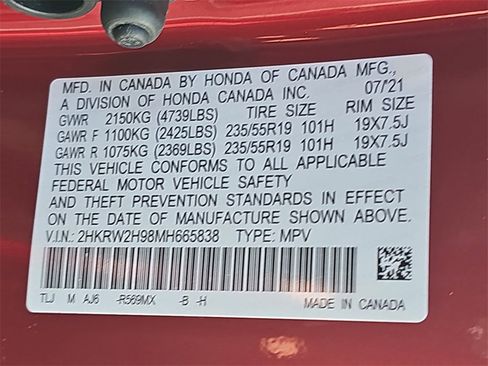 MFD. IN CANADA BY HONDA OF CANADA MFG.,
A DIVISION OF HONDA CANADA INC. 07/'21
GVWR 2150KG (4739LBS) TIRE SIZE RIM SIZE
GAWR F 1100KG (2425LBS) 235/55R19 101H 19X7.5J
GAWR R 1075KG (2369LBS) 235/55R19 101H 19X7.5J
THIS VEHICLE CONFORMS TO ALL APPLICABLE
FEDERAL MOTOR VEHICLE SAFETY
AND THEFT PREVENTION STANDARDS IN EFFECT
ON THE DATE OF MANUFACTURE SHOWN ABOVE.
V.I.N.: 2HKRW2H98MH665838 TYPE: MPV
TLJ M AJ6 -R569MX -B -H MADE IN CANADA